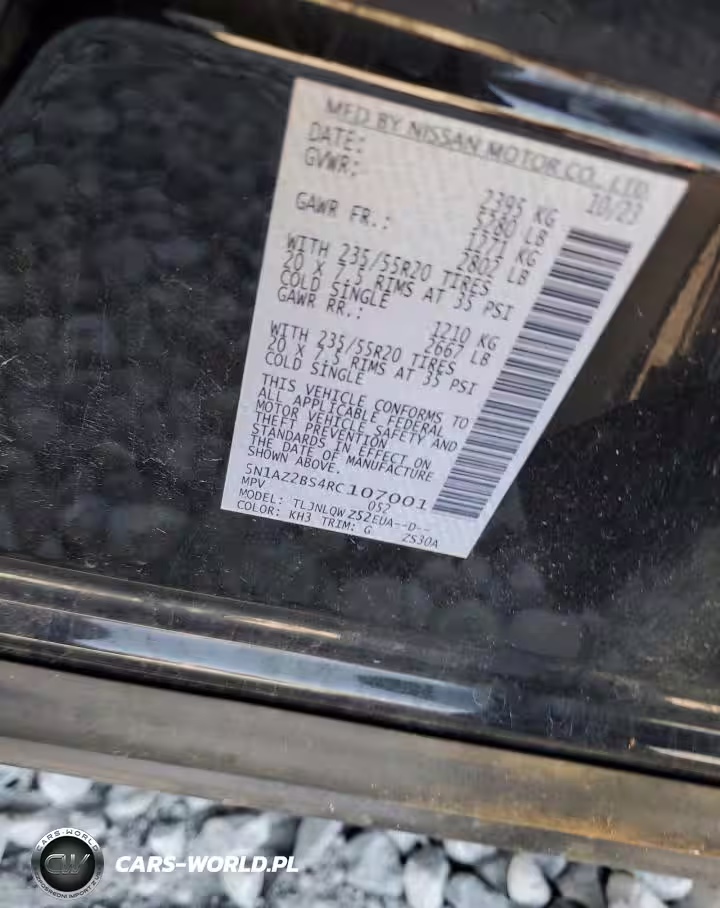 MFD BY NISSAN MOTOR CO., LTD.
DATE: 10/23
GVWR: 2395 KG
5280 LB
GAWR FR.: 1271 KG
2802 LB
WITH 235/55R20 TIRES
20 X 7.5 RIMS AT 35 PSI
COLD SINGLE
GAWR RR.: 1210 KG
2667 LB
WITH 235/55R20 TIRES
20 X 7.5 RIMS AT 35 PSI
COLD SINGLE
THIS VEHICLE CONFORMS TO
ALL APPLICABLE FEDERAL
MOTOR VEHICLE SAFETY AND
THEFT PREVENTION
STANDARDS IN EFFECT ON
THE DATE OF MANUFACTURE
SHOWN ABOVE.
5N1AZ2BS4RC107001
MPV 052
MODEL: TLJNLQWZ52EUA--D--
COLOR: KH3 TRIM: G ZS30A
CARS-WORLD
CW
CARS-WORLD.PL